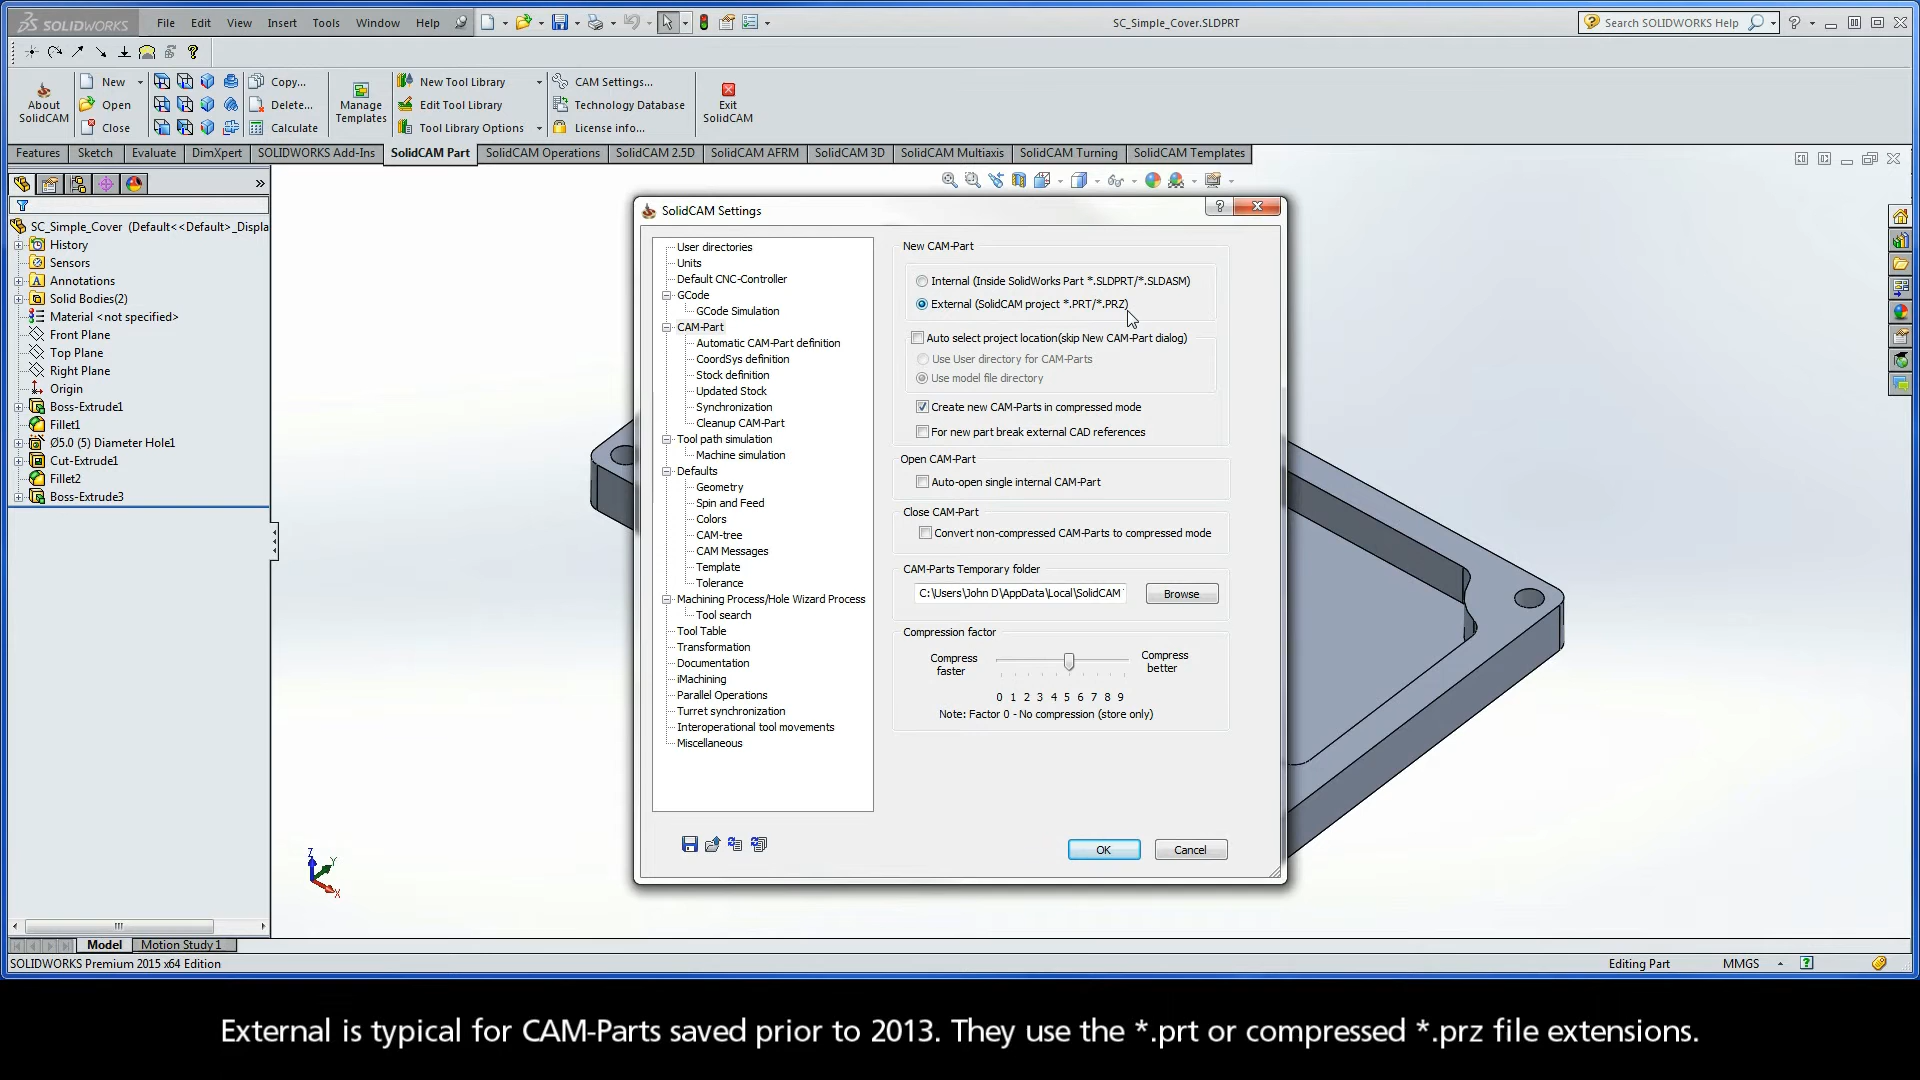 SOLIDWORKS File Edit View Insert Tools Window Help SC_Simple_Cover.SLDPRT Search SOLIDWORKS Help
About SolidCAM
New
Open
Close
Copy...
Delete...
Calculate
Manage Templates
New Tool Library
Edit Tool Library
Tool Library Options
CAM Settings...
Technology Database
License info...
Exit SolidCAM
Features Sketch Evaluate DimXpert SOLIDWORKS Add-Ins SolidCAM Part SolidCAM Operations SolidCAM 2.5D SolidCAM AFRM SolidCAM 3D SolidCAM Multiaxis SolidCAM Turning SolidCAM Templates
SC_Simple_Cover (Default<<Default>_Displa
History
Sensors
Annotations
Solid Bodies(2)
Material <not specified>
Front Plane
Top Plane
Right Plane
Origin
Boss-Extrude1
Fillet1
Ø5.0 (5) Diameter Hole1
Cut-Extrude1
Fillet2
Boss-Extrude3
SolidCAM Settings
User directories
Units
Default CNC-Controller
GCode
GCode Simulation
CAM-Part
Automatic CAM-Part definition
CoordSys definition
Stock definition
Updated Stock
Synchronization
Cleanup CAM-Part
Tool path simulation
Machine simulation
Defaults
Geometry
Spin and Feed
Colors
CAM-tree
CAM Messages
Template
Tolerance
Machining Process/Hole Wizard Process
Tool search
Tool Table
Transformation
Documentation
iMachining
Parallel Operations
Turret synchronization
Interoperational tool movements
Miscellaneous
New CAM-Part
Internal (Inside SolidWorks Part *.SLDPRT/*.SLDASM)
External (SolidCAM project *.PRT/*.PRZ)
Auto select project location(skip New CAM-Part dialog)
Use User directory for CAM-Parts
Use model file directory
Create new CAM-Parts in compressed mode
For new part break external CAD references
Open CAM-Part
Auto-open single internal CAM-Part
Close CAM-Part
Convert non-compressed CAM-Parts to compressed mode
CAM-Parts Temporary folder
C:\Users\John D\AppData\Local\SolidCAM Browse
Compression factor
Compress faster
Compress better
0 1 2 3 4 5 6 7 8 9
Note: Factor 0 - No compression (store only)
OK Cancel
Z Y X
Model Motion Study 1
SOLIDWORKS Premium 2015 x64 Edition Editing Part MMGS
External is typical for CAM-Parts saved prior to 2013. They use the *.prt or compressed *.prz file extensions.